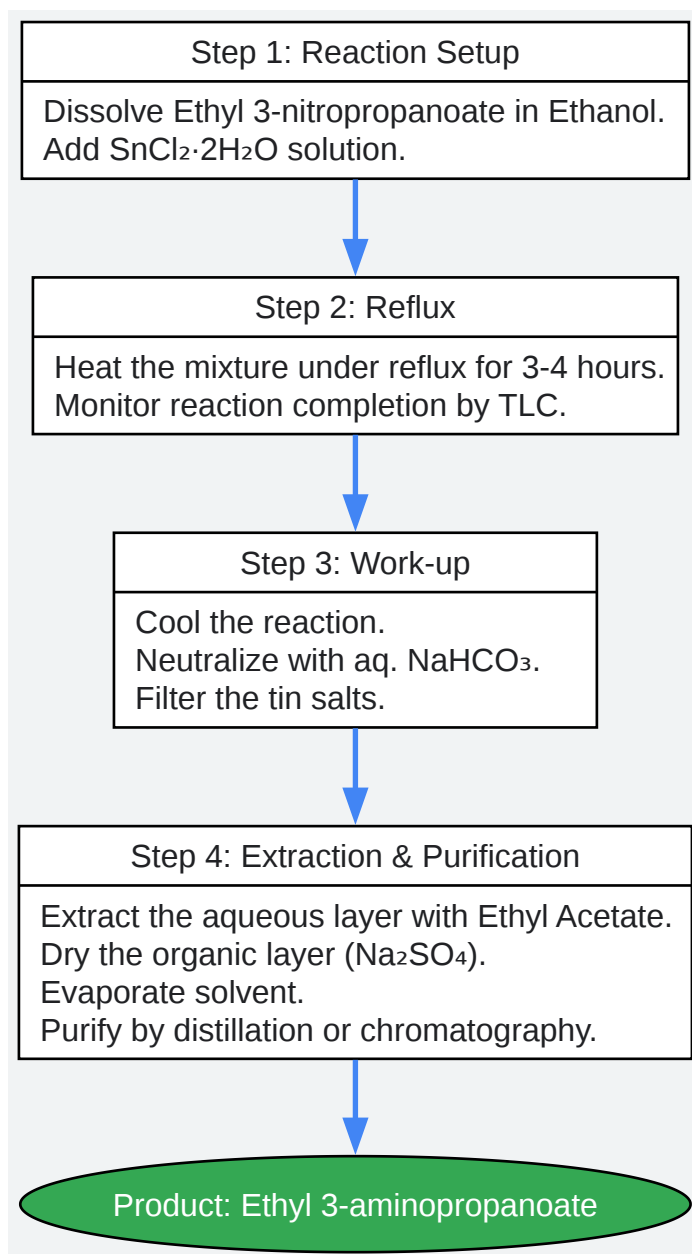 Step 1: Reaction Setup
Dissolve Ethyl 3-nitropropanoate in Ethanol.
Add SnCl₂·2H₂O solution.
Step 2: Reflux
Heat the mixture under reflux for 3-4 hours.
Monitor reaction completion by TLC.
Step 3: Work-up
Cool the reaction.
Neutralize with aq. NaHCO₃.
Filter the tin salts.
Step 4: Extraction & Purification
Extract the aqueous layer with Ethyl Acetate.
Dry the organic layer (Na₂SO₄).
Evaporate solvent.
Purify by distillation or chromatography.
Product: Ethyl 3-aminopropanoate